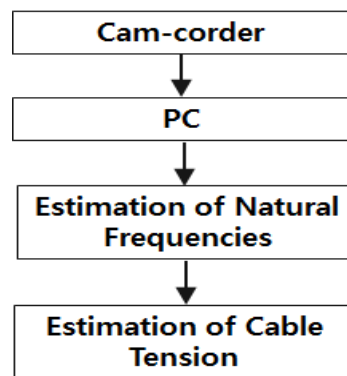 Cam-corder
PC
Estimation of Natural
Frequencies
Estimation of Cable
Tension